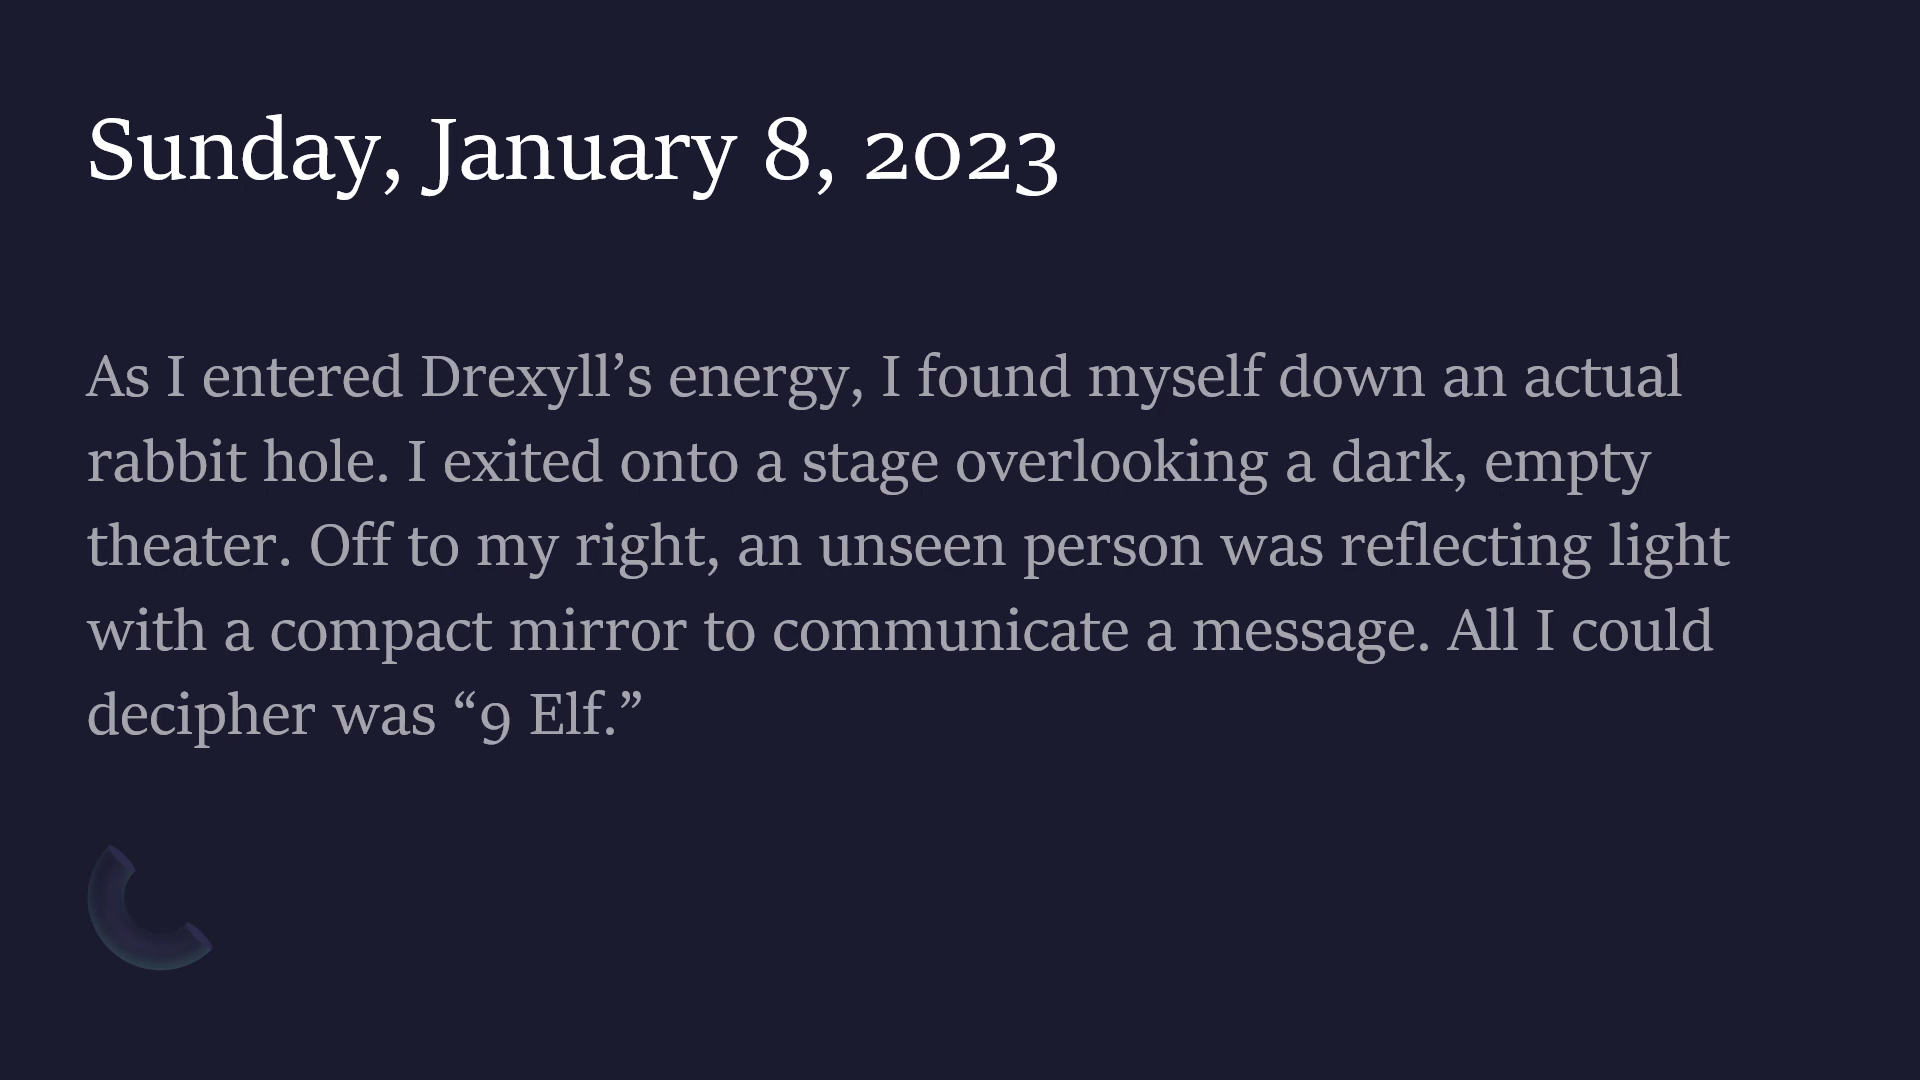 Sunday, January 8, 2023
As I entered Drexyll’s energy, I found myself down an actual
rabbit hole. I exited onto a stage overlooking a dark, empty
theater. Off to my right, an unseen person was reflecting light
with a compact mirror to communicate a message. All I could
decipher was “9 Elf.”